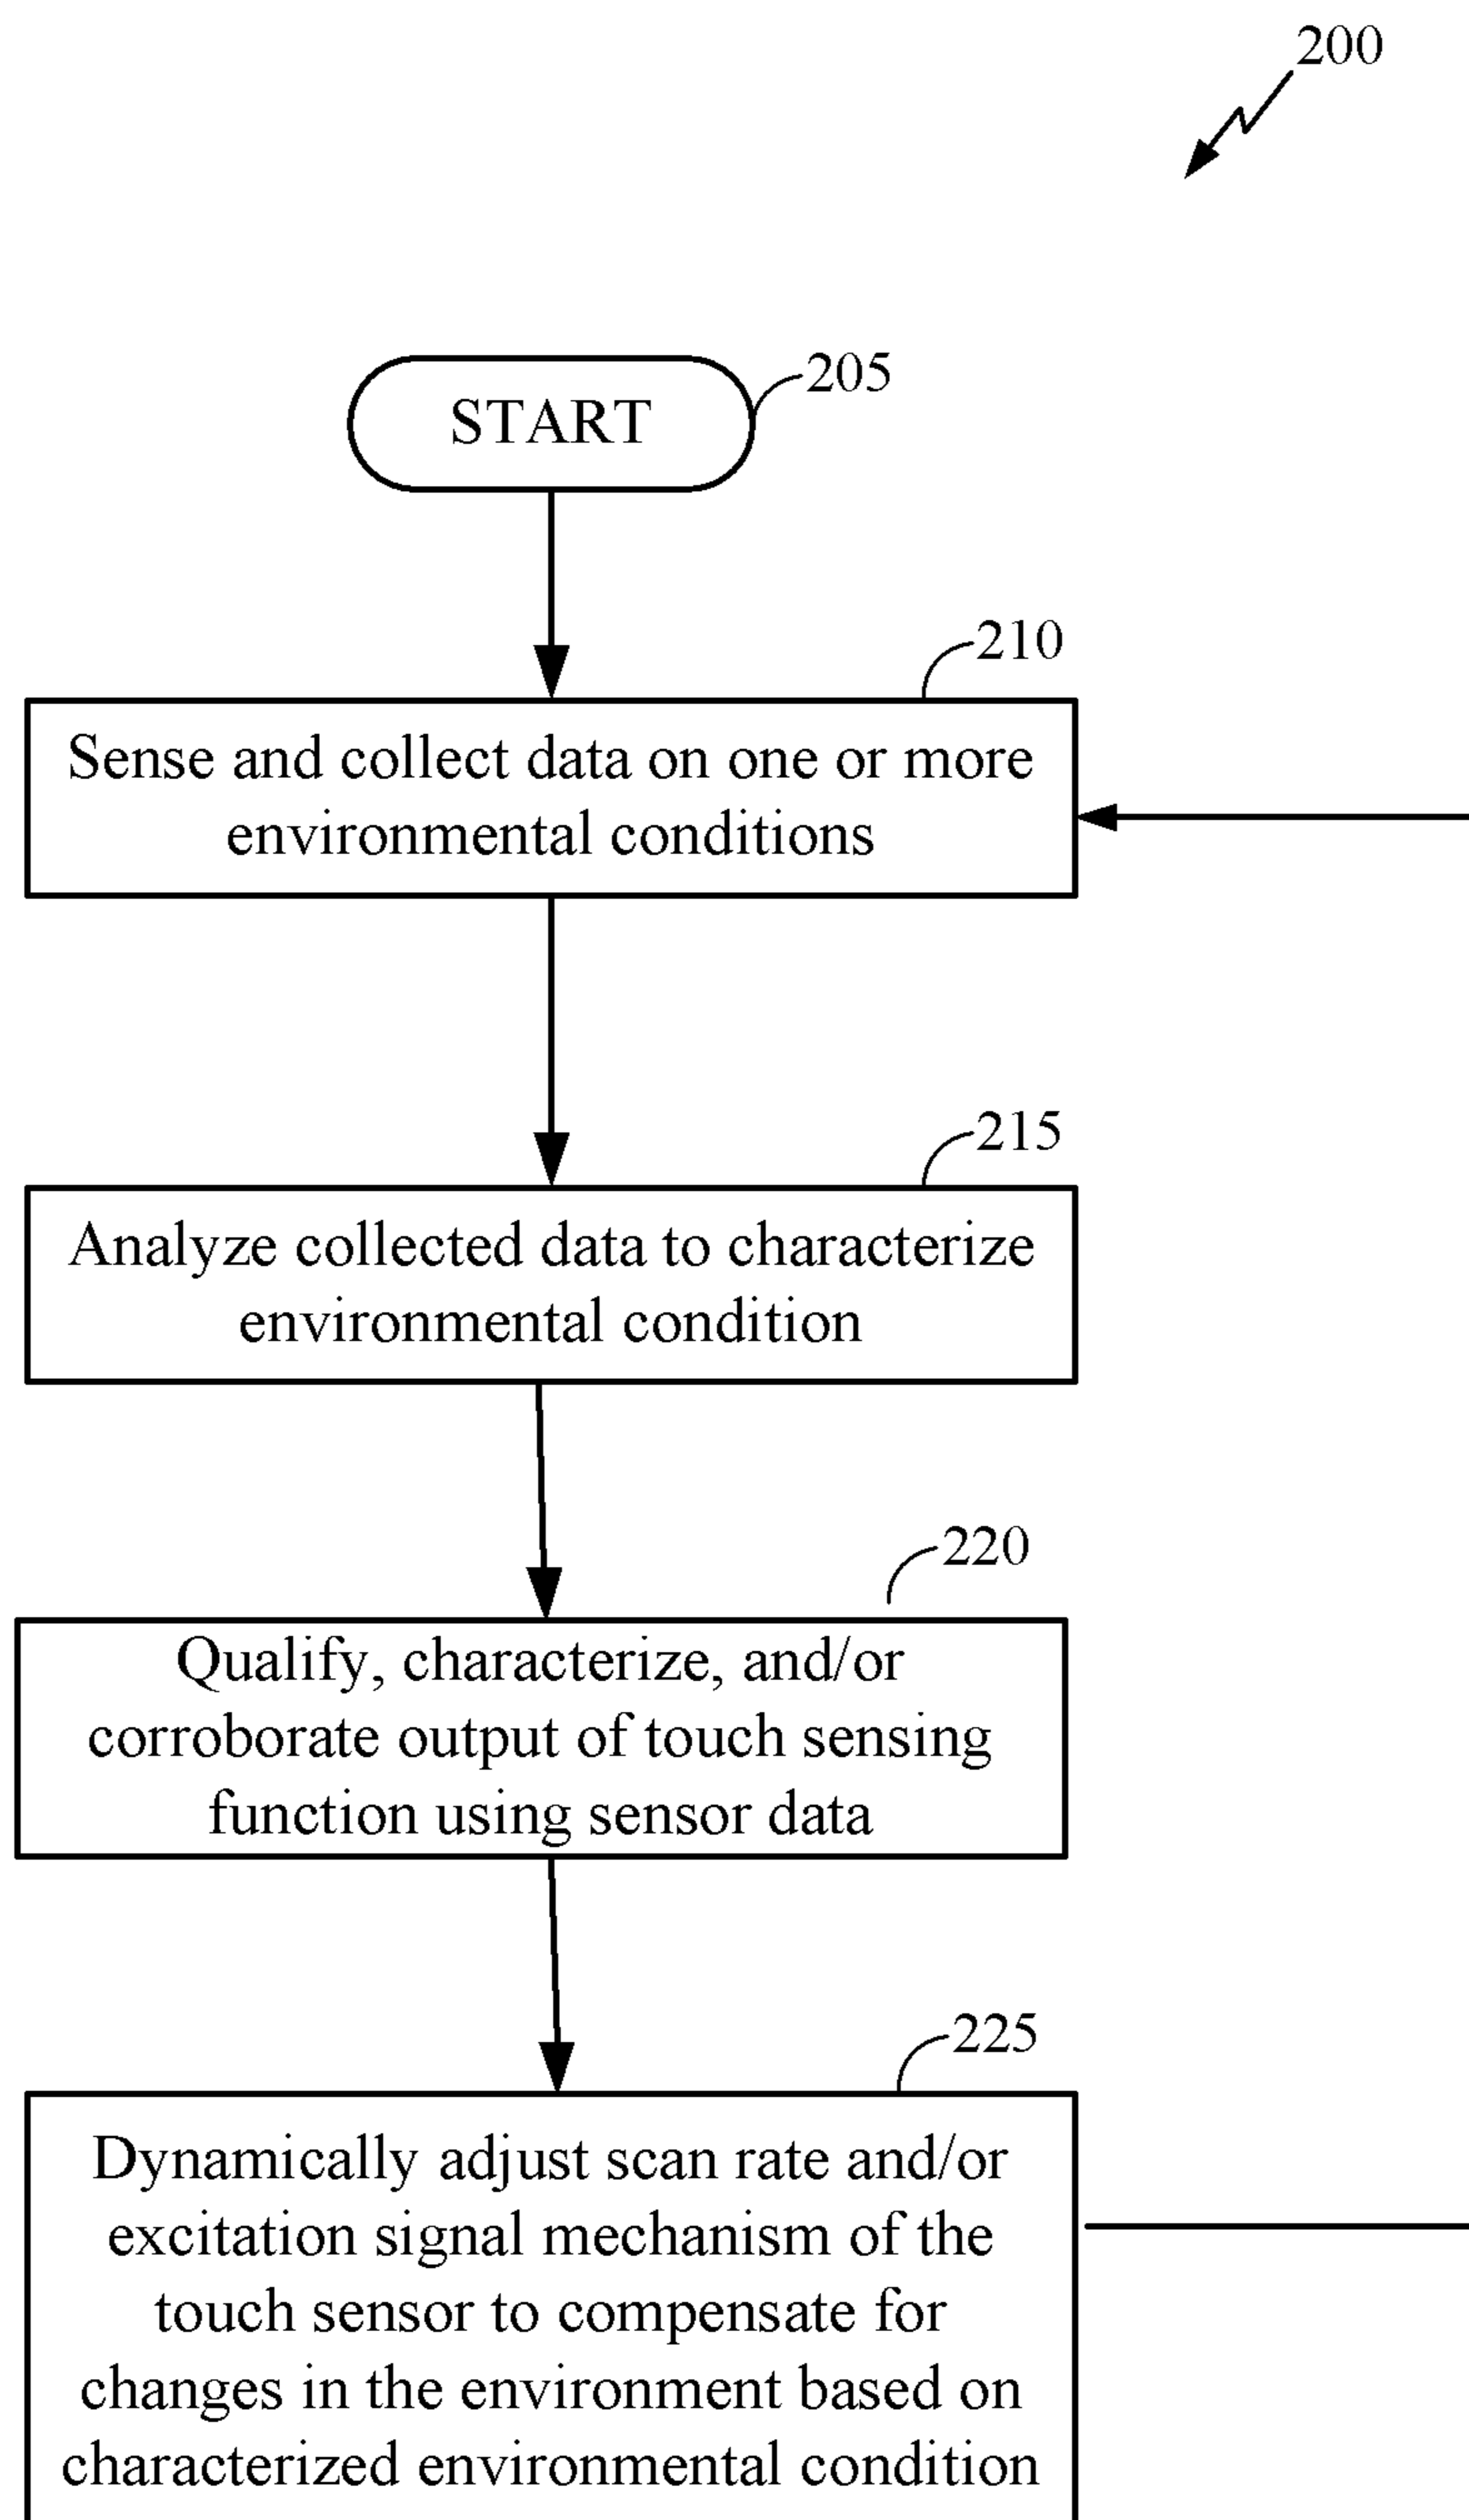 200
START
205
210
Sense and collect data on one or more
environmental conditions
215
Analyze collected data to characterize
environmental condition
220
Qualify, characterize, and/or
corroborate output of touch sensing
function using sensor data
225
Dynamically adjust scan rate and/or
excitation signal mechanism of the
touch sensor to compensate for
changes in the environment based on
characterized environmental condition